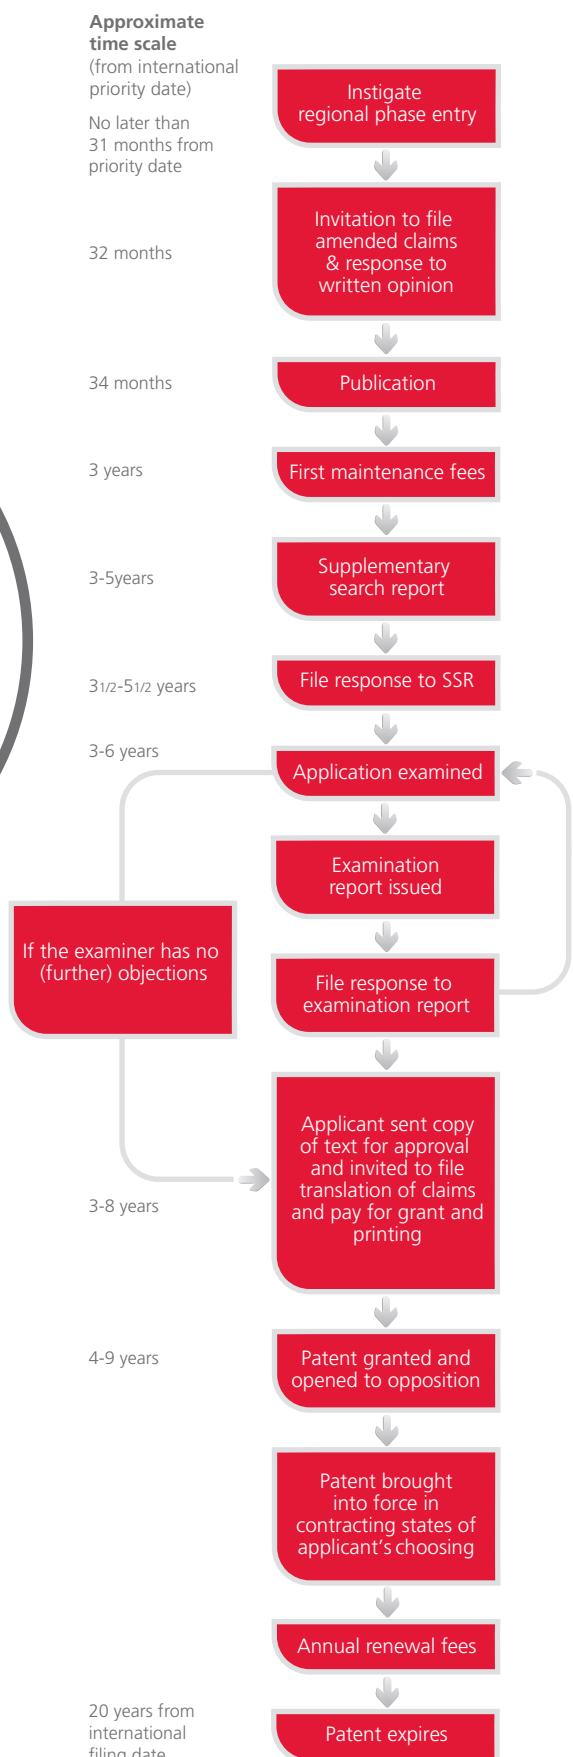 Approximate
time scale
(from international
priority date)
No later than
31 months from
priority date
Instigate
regional phase entry
32 months
Invitation to file
amended claims
& response to
written opinion
34 months
Publication
3 years
First maintenance fees
3-5years
Supplementary
search report
31/2-51/2 years
File response to SSR
3-6 years
Application examined
Examination
report issued
If the examiner has no
(further) objections
File response to
examination report
3-8 years
Applicant sent copy
of text for approval
and invited to file
translation of claims
and pay for grant and
printing
4-9 years
Patent granted and
opened to opposition
Patent brought
into force in
contracting states of
applicant's choosing
Annual renewal fees
20 years from
international
filing date
Patent expires